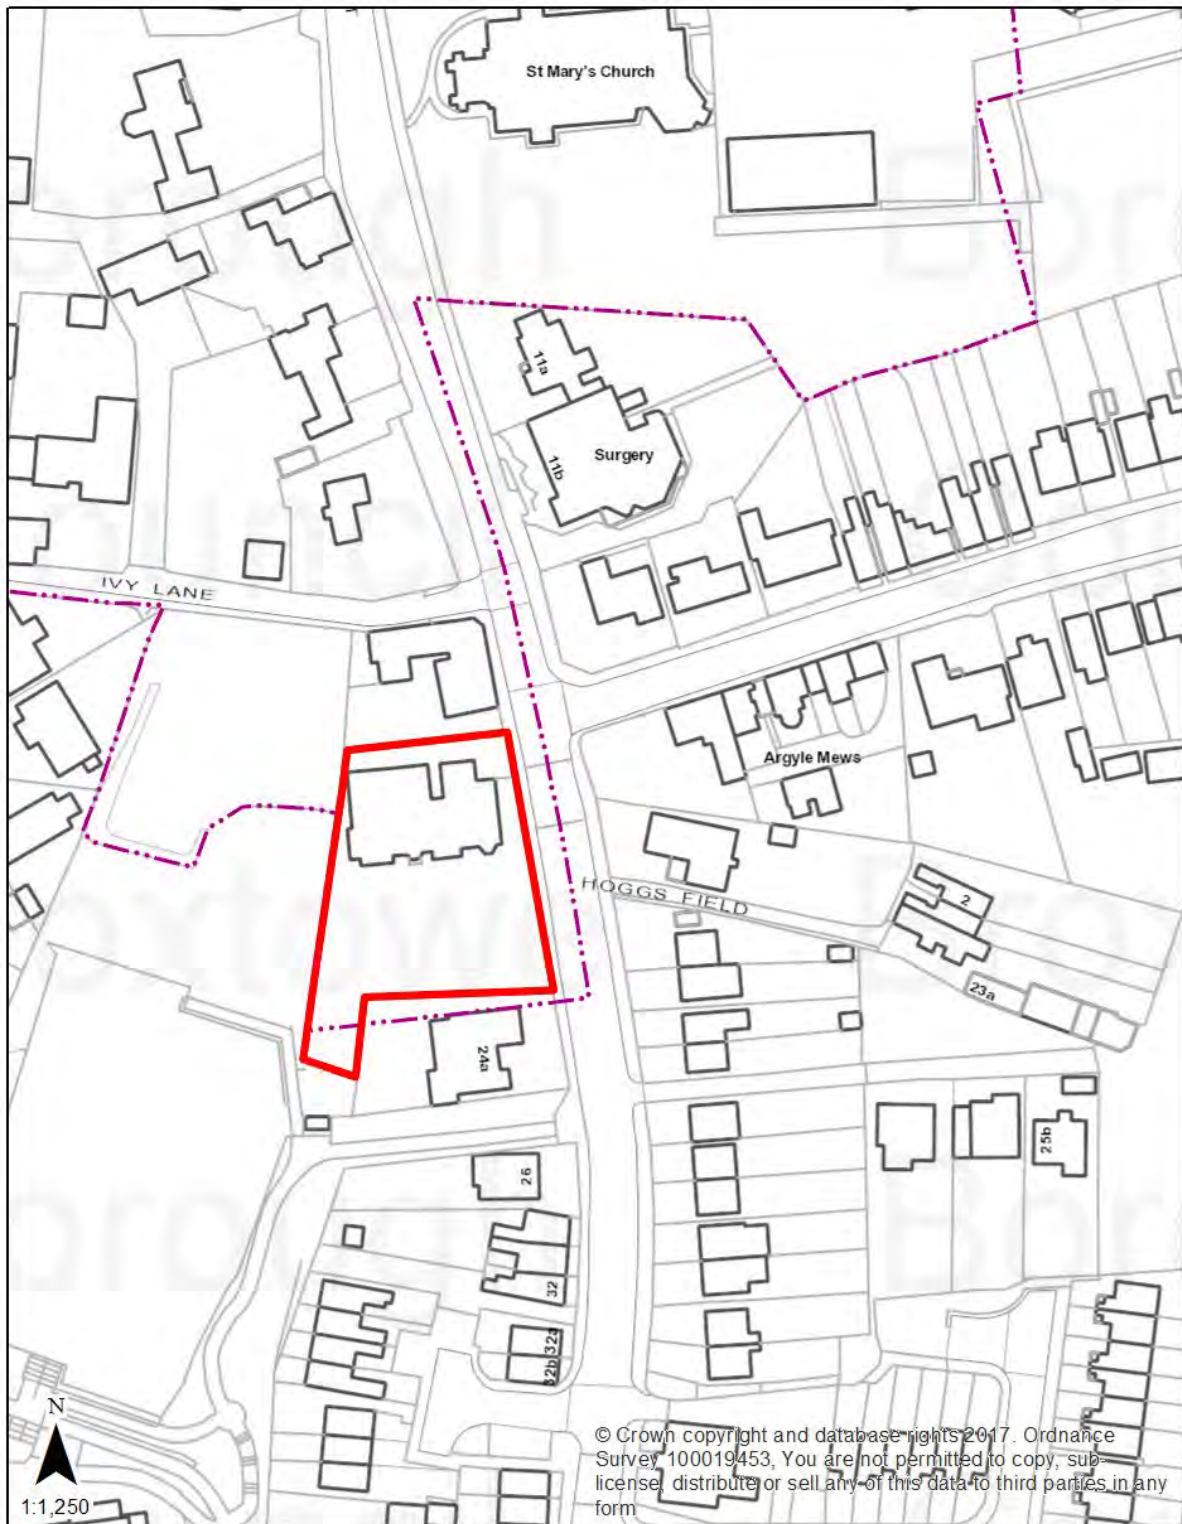 St Mary's Church
11a
Surgery
11b
IVY LANE
Argyle Mews
HOGGS FIELD
2
23a
24a
25b
26
32
32a
32b
N
1:1,250
© Crown copyright and database rights 2017. Ordnance
Survey 100019453, You are not permitted to copy, sub-
license, distribute or sell any of this data to third parties in any
form